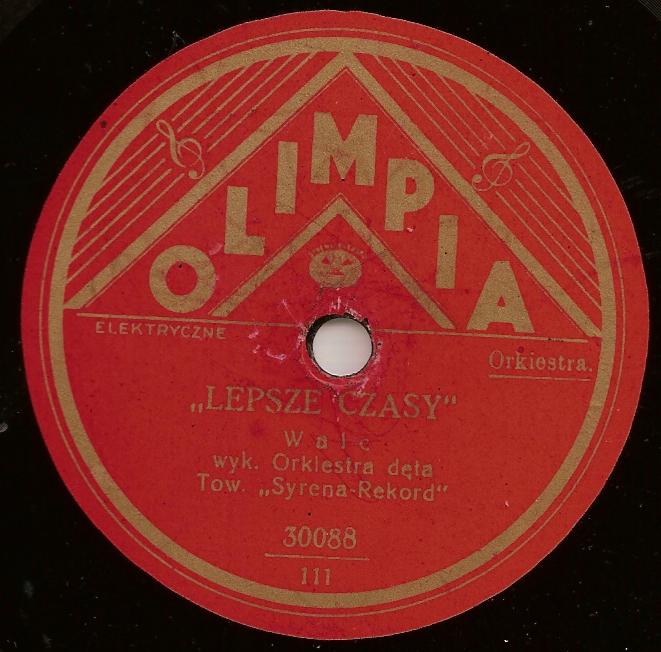 OLIMPIA
ELEKTRYCZNE
Orkiestra.
„LEPSZE CZASY“
Walc
wyk. Orkiestra dęta
Tow. „Syrena-Rekord“
30088
111